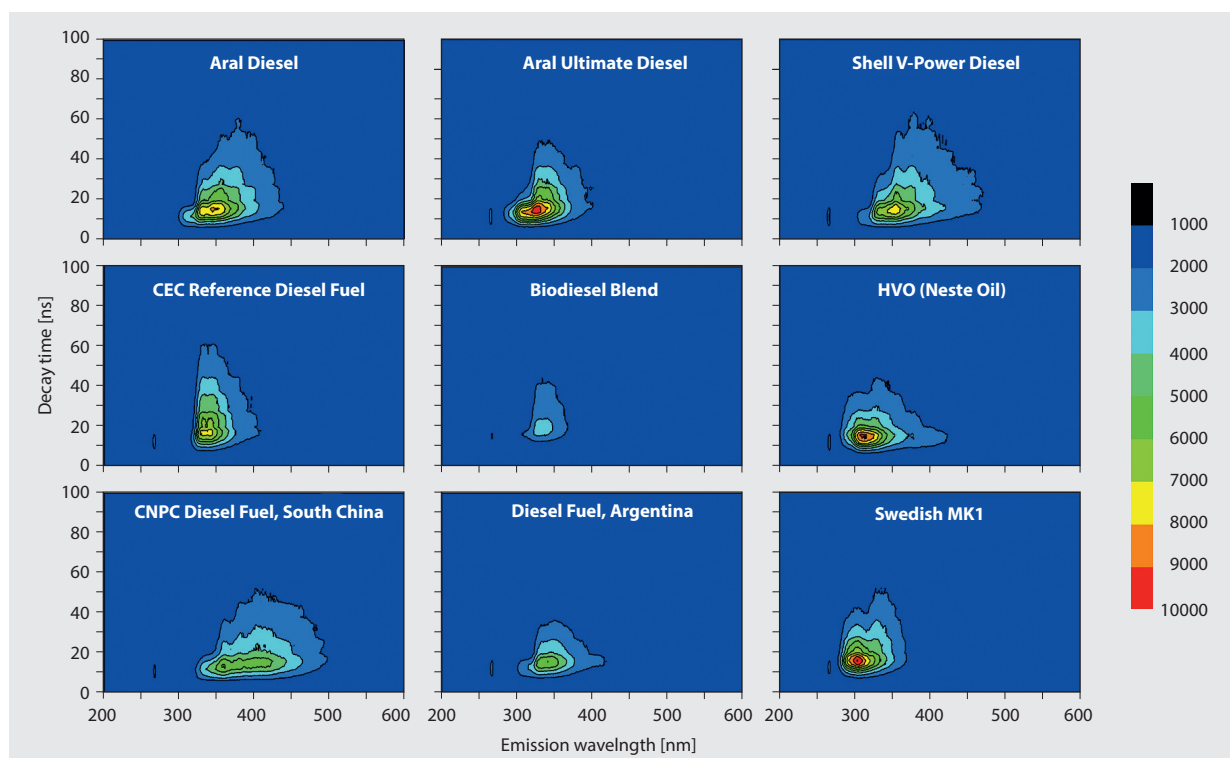 100
80
60
40
20
0
Aral Diesel
Aral Ultimate Diesel
Shell V-Power Diesel
100
80
60
40
20
0
CEC Reference Diesel Fuel
Biodiesel Blend
HVO (Neste Oil)
Decay time [ns]
100
80
60
40
20
0
CNPC Diesel Fuel, South China
Diesel Fuel, Argentina
Swedish MK1
200 300 400 500 600 200 300 400 500 600 200 300 400 500 600
Emission wavelngth [nm]
1000
2000
3000
4000
5000
6000
7000
8000
9000
10000